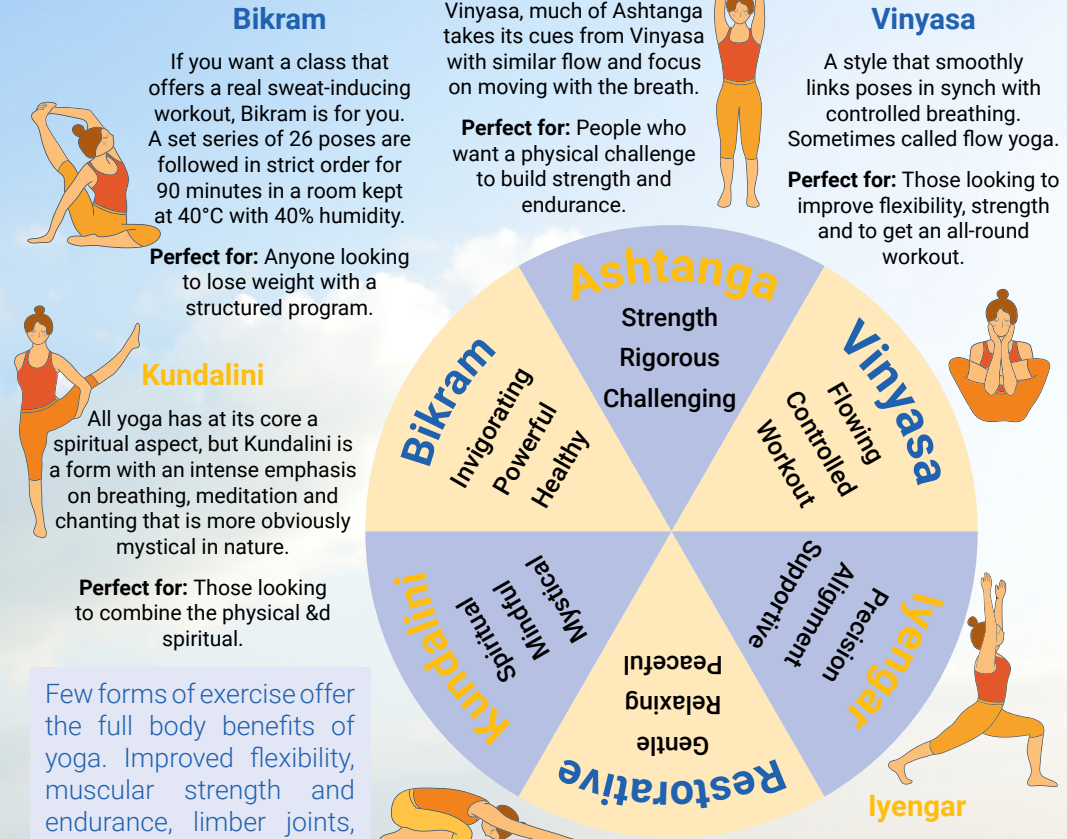 Bikram
If you want a class that
offers a real sweat-inducing
workout, Bikram is for you.
A set series of 26 poses are
followed in strict order for
90 minutes in a room kept
at 40°C with 40% humidity.
Perfect for: Anyone looking
to lose weight with a
structured program.
Vinyasa, much of Ashtanga
takes its cues from Vinyasa
with similar flow and focus
on moving with the breath.
Perfect for: People who
want a physical challenge
to build strength and
endurance.
Vinyasa
A style that smoothly
links poses in synch with
controlled breathing.
Sometimes called flow yoga.
Perfect for: Those looking to
improve flexibility, strength
and to get an all-round
workout.
Kundalini
All yoga has at its core a
spiritual aspect, but Kundalini is
a form with an intense emphasis
on breathing, meditation and
chanting that is more obviously
mystical in nature.
Perfect for: Those looking
to combine the physical &d
spiritual.
Few forms of exercise offer
the full body benefits of
yoga. Improved flexibility,
muscular strength and
endurance, limber joints,
Ashtanga
Strength
Rigorous
Challenging
Vinyasa
Flowing
Controlled
Workout
Iyengar
Precision
Alignment
Supportive
Restorative
Gentle
Relaxing
Peaceful
Kundalini
Spiritual
Mindful
Mystical
Bikram
Invigorating
Powerful
Healthy
Iyengar